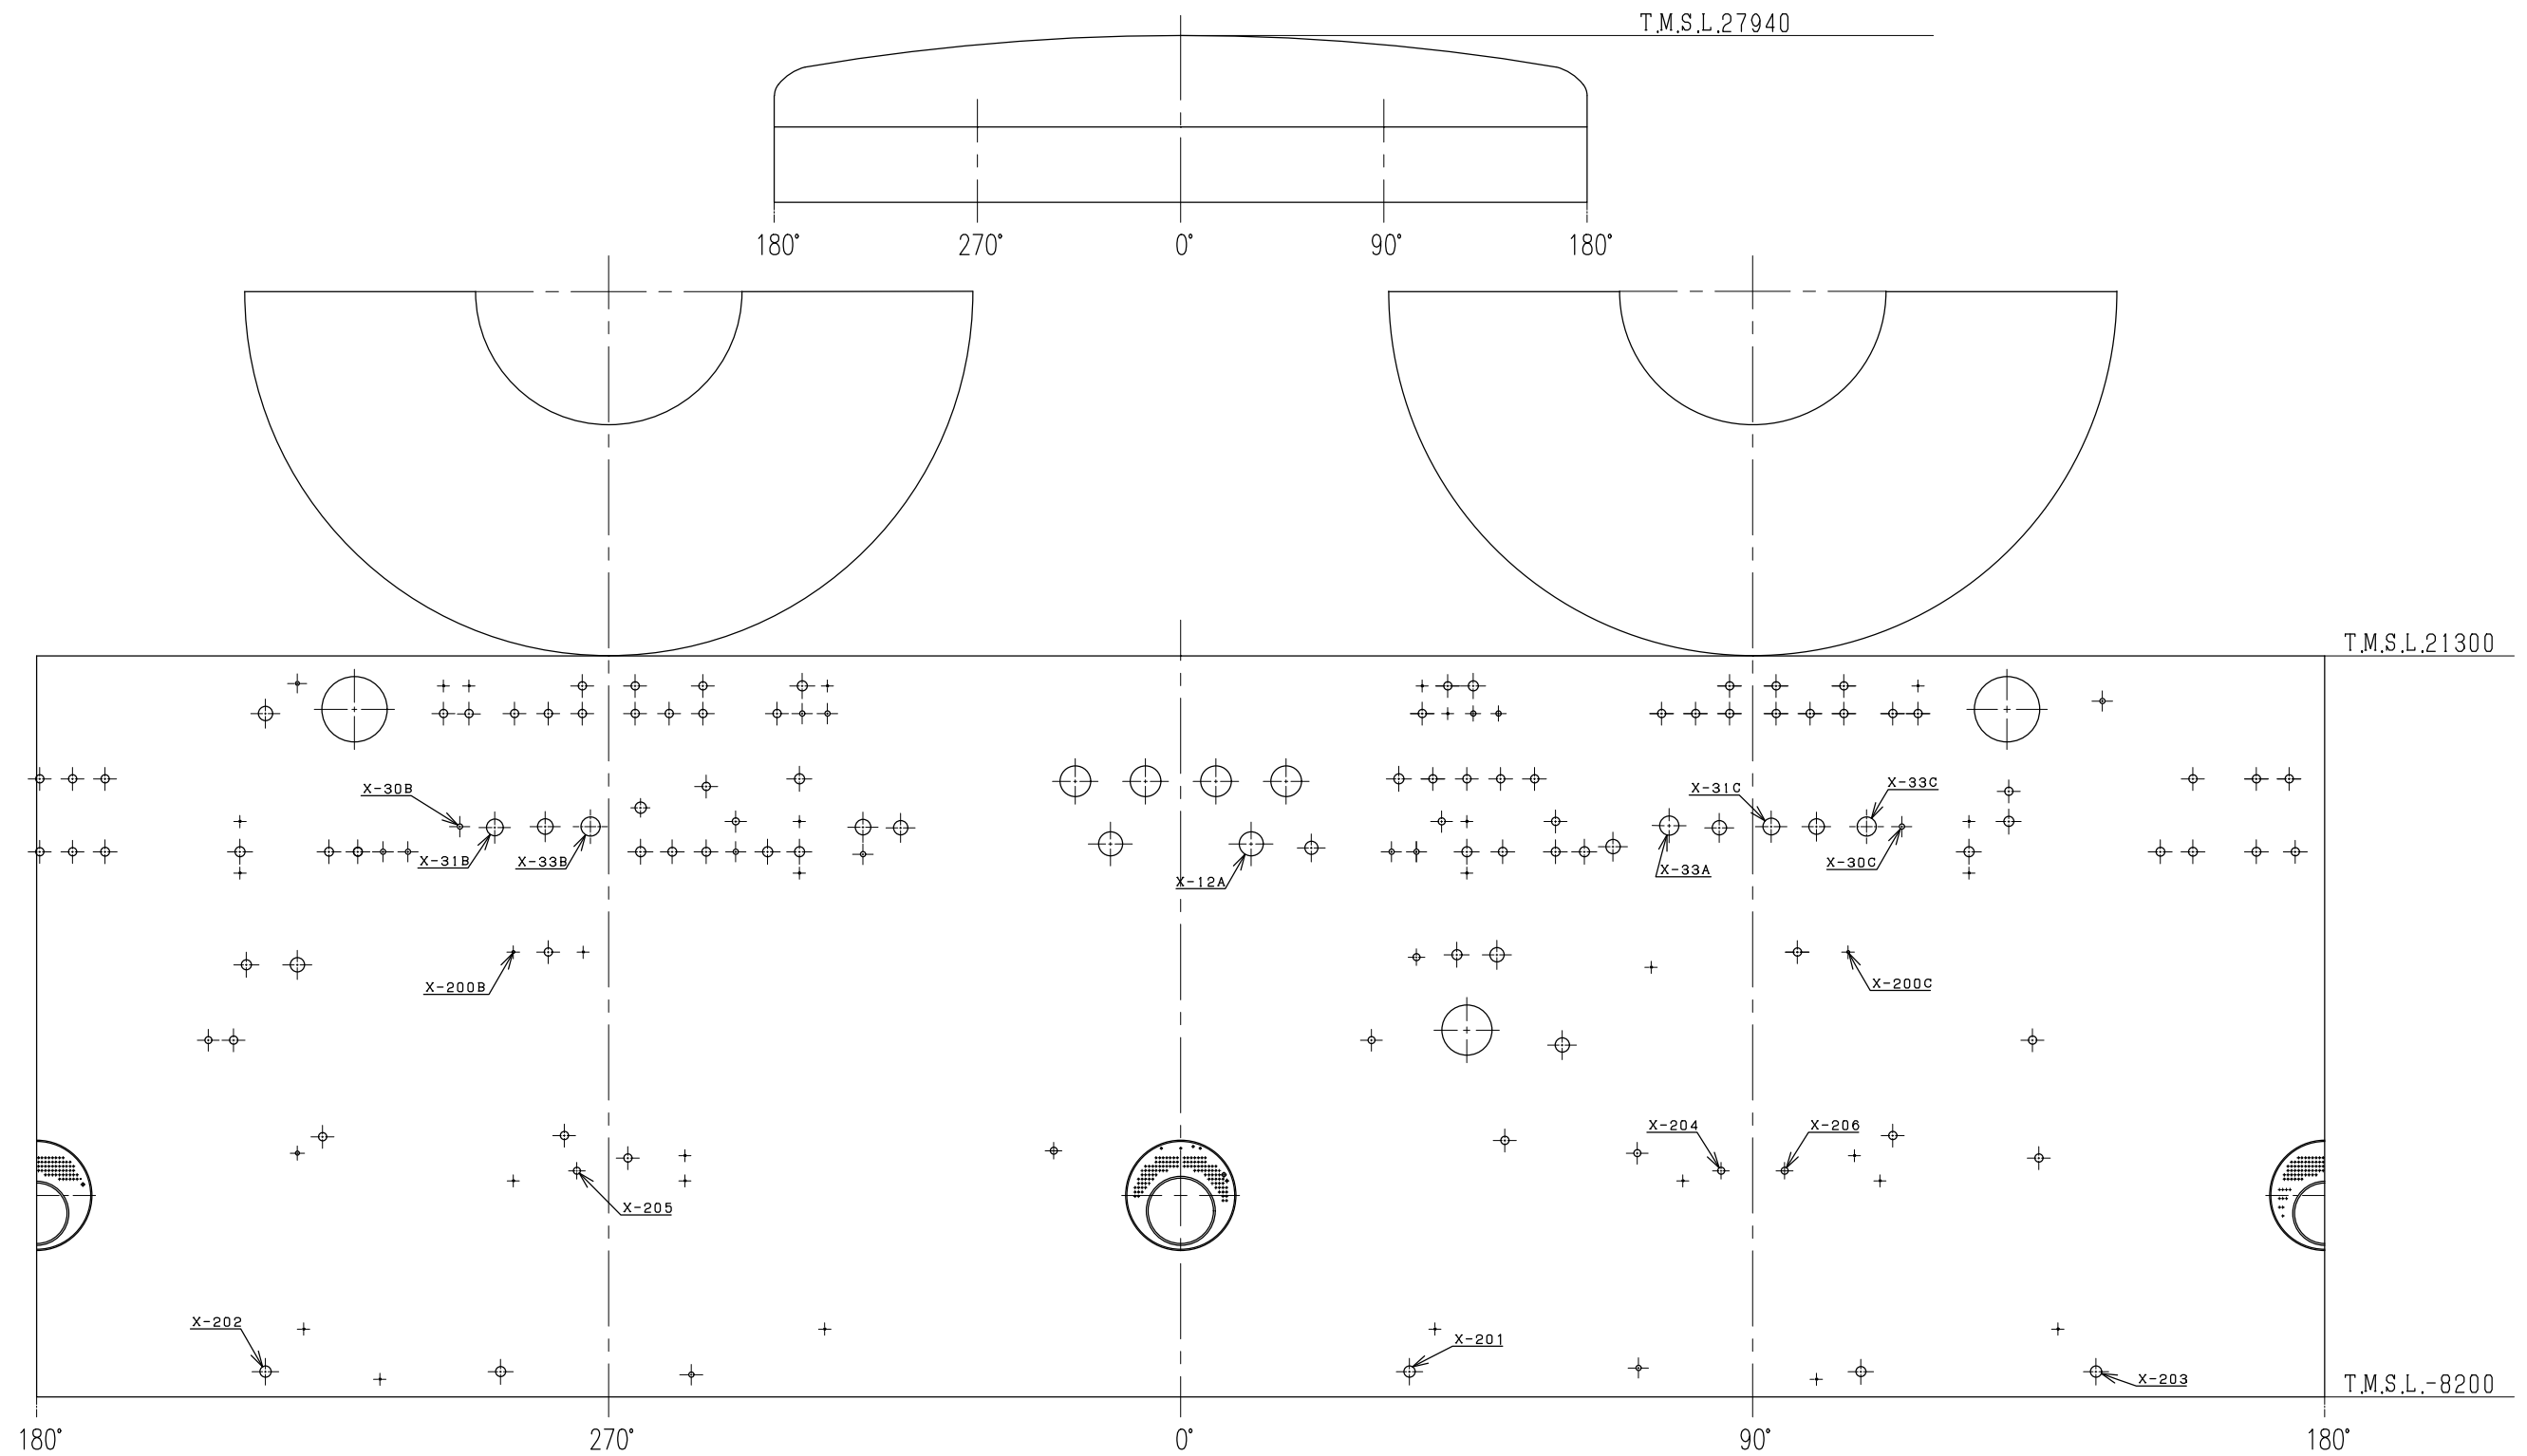 T.M.S.L.27940
180° 270° 0° 90° 180°
T.M.S.L.21300
X-30B
X-31C
X-33C
X-31B
X-33B
X-12A
X-33A
X-30C
X-200B
X-200C
X-204
X-206
X-205
X-202
X-201
X-203
T.M.S.L.-8200
180° 270° 0° 90° 180°